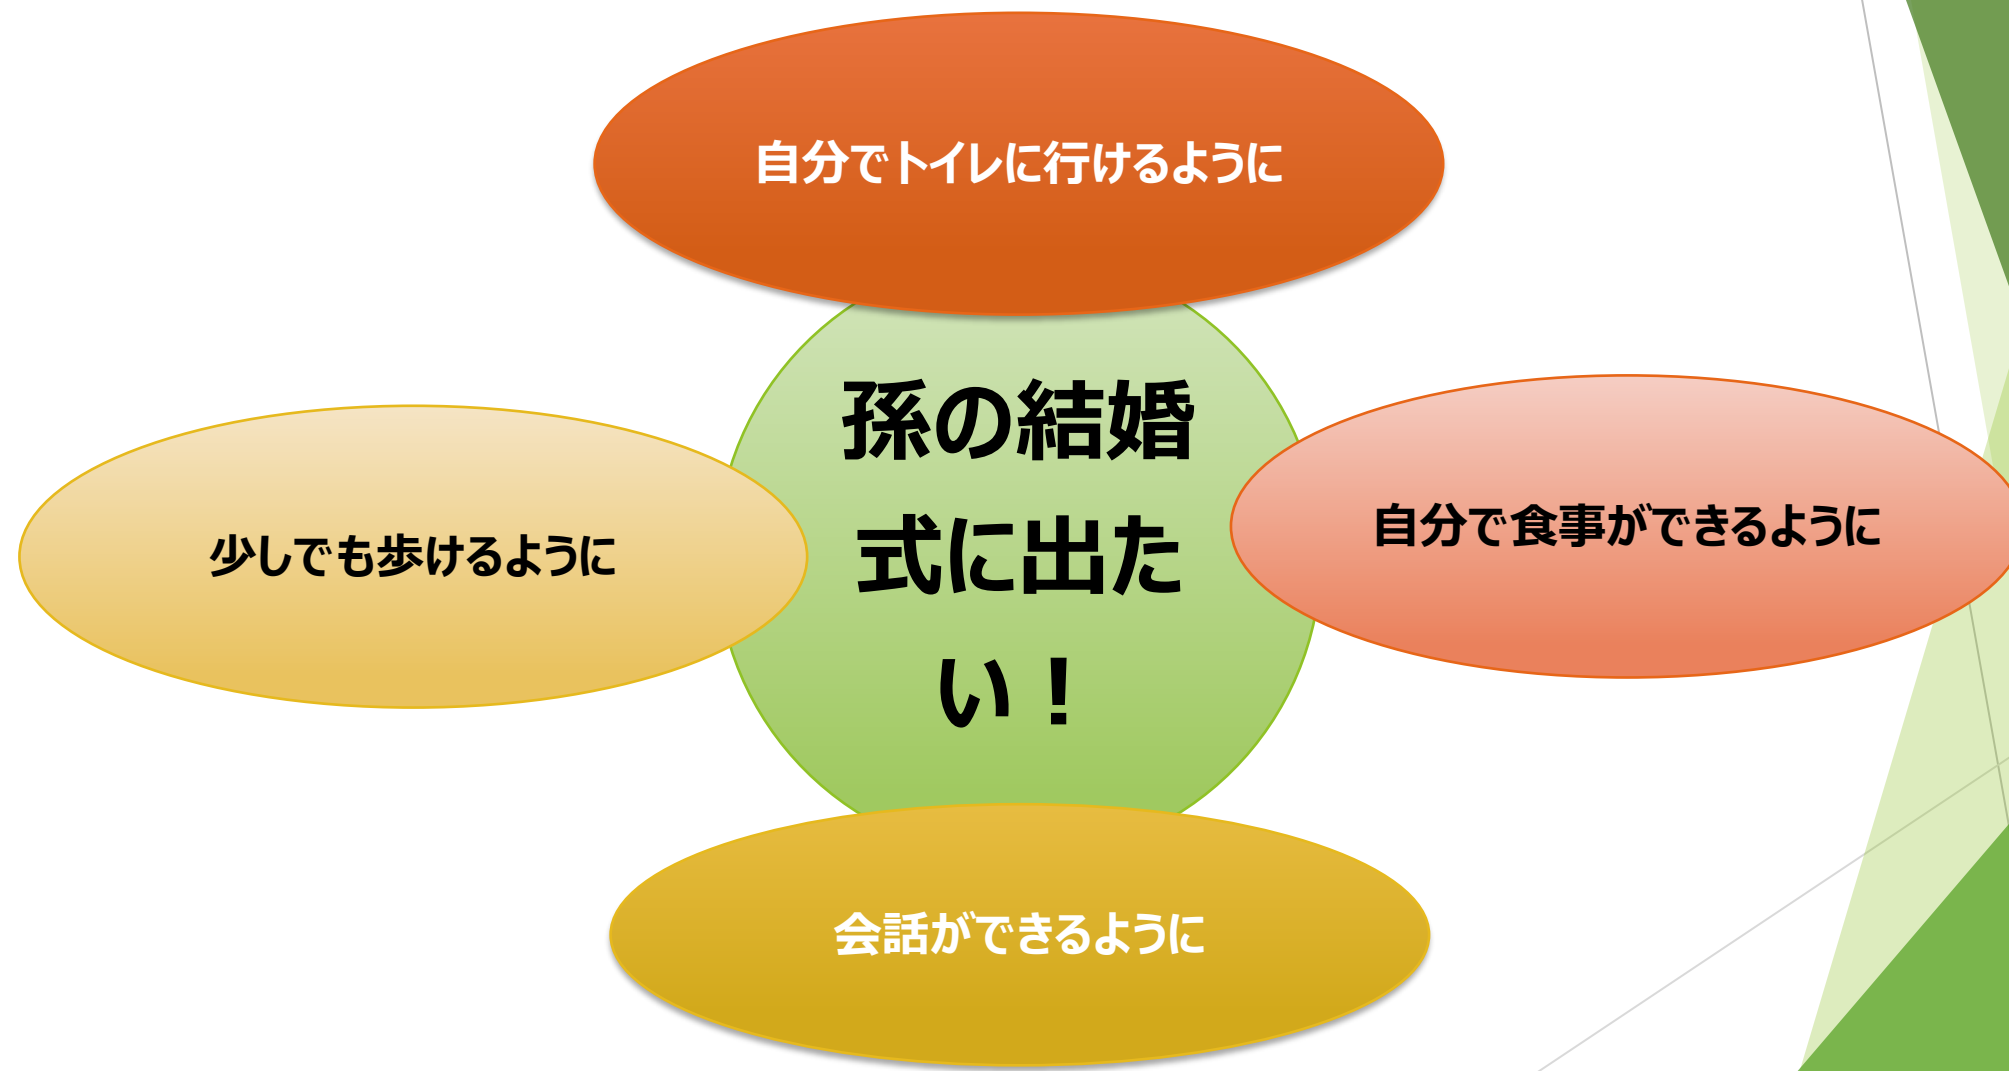 自分でトイレに行けるように
孫の結婚
式に出た
い！
少しでも歩けるように
自分で食事ができるように
会話ができるように